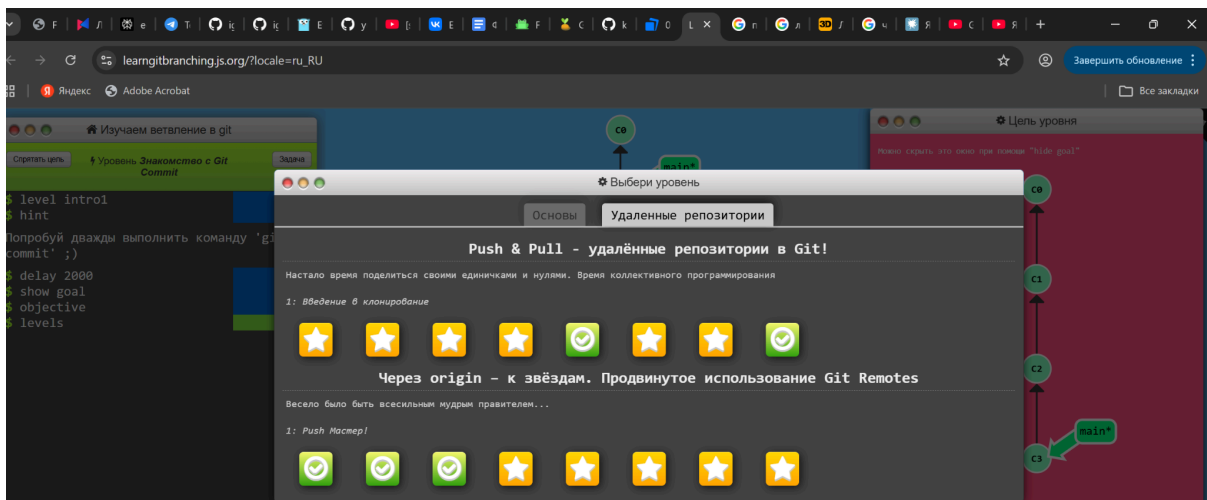 learngitbranching.js.org/?locale=ru_RU
Завершить обновление
Яндекс
Adobe Acrobat
Все закладки
Изучаем ветвление в git
Спрятать цель
Уровень Знакомство с Git
Commit
Задача
$ level intro1
$ hint
Попробуй дважды выполнить команду 'gi
commit' ;)
$ delay 2000
$ show goal
$ objective
$ levels
C0
main*
Выбери уровень
Основы
Удаленные репозитории
Push & Pull - удалённые репозитории в Git!
Настало время поделиться своими единичками и нулями. Время коллективного программирования
1: Введение в клонирование
Через origin – к звёздам. Продвинутое использование Git Remotes
Весело было быть всесильным мудрым правителем...
1: Push Мастер!
Цель уровня
Можно скрыть это окно при помощи "hide goal"
C0
C1
C2
main*
C3